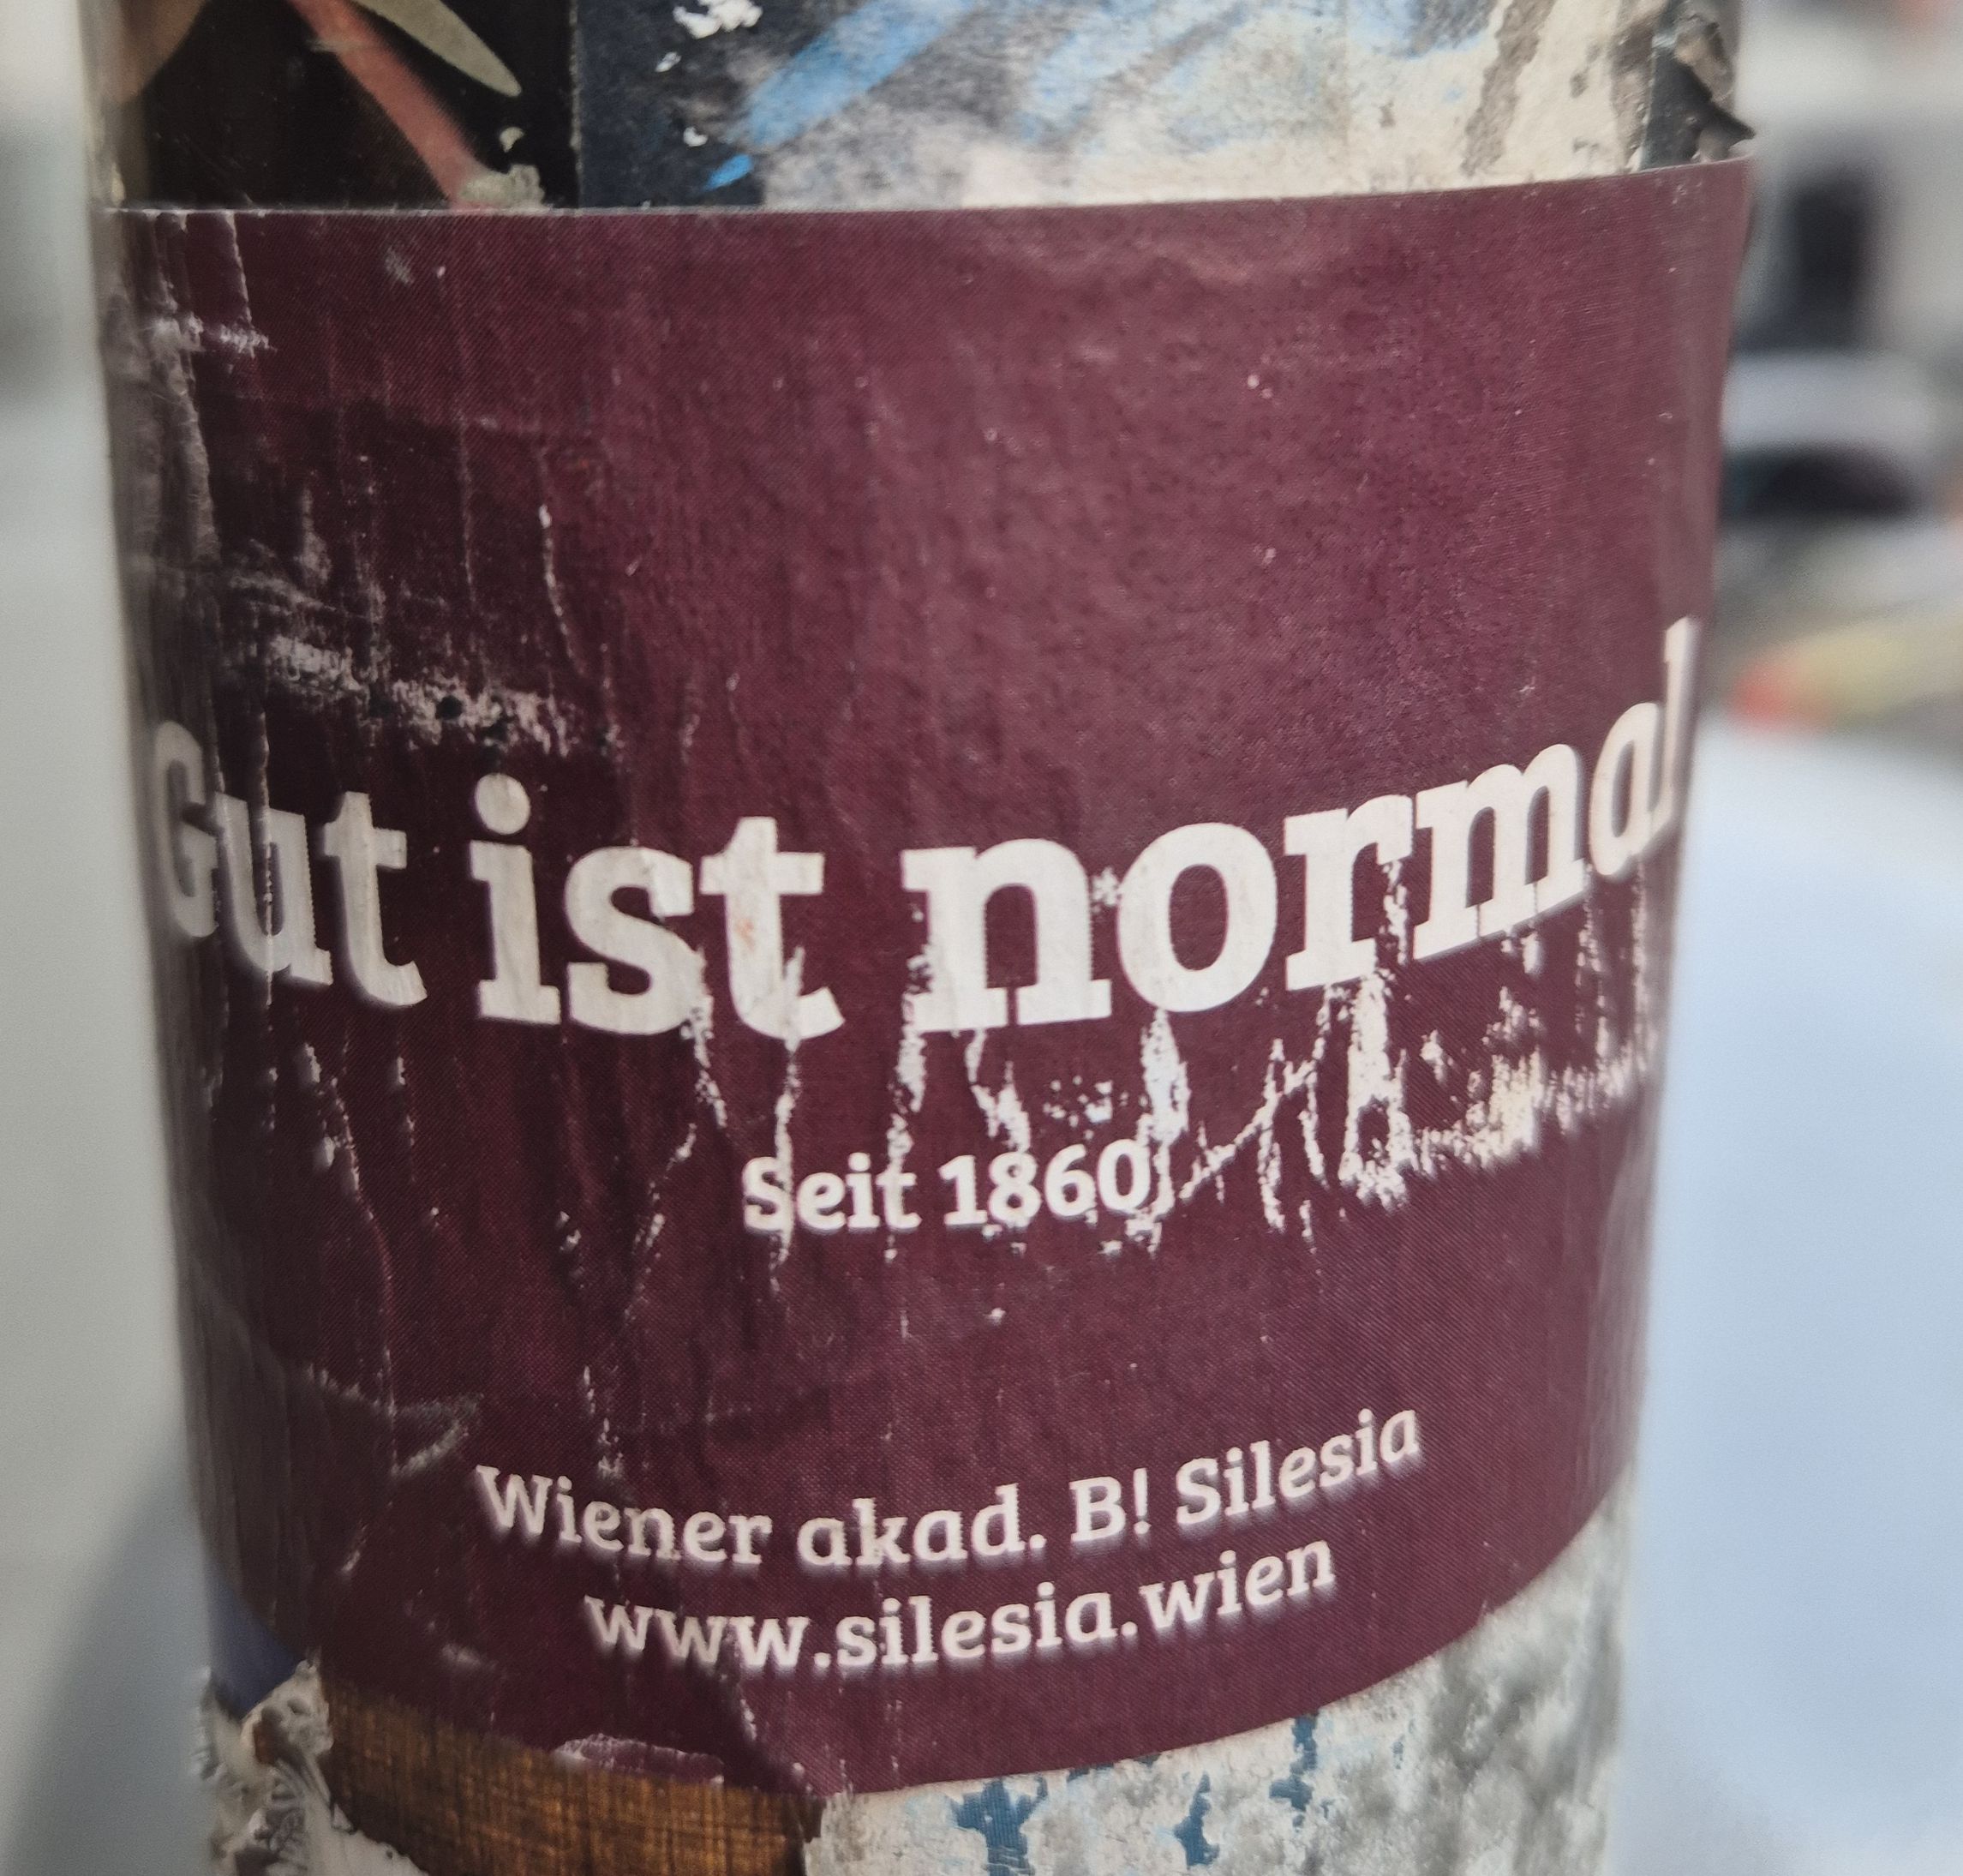 Gut ist normal
Seit 1860
Wiener akad. B! Silesia
www.silesia.wien